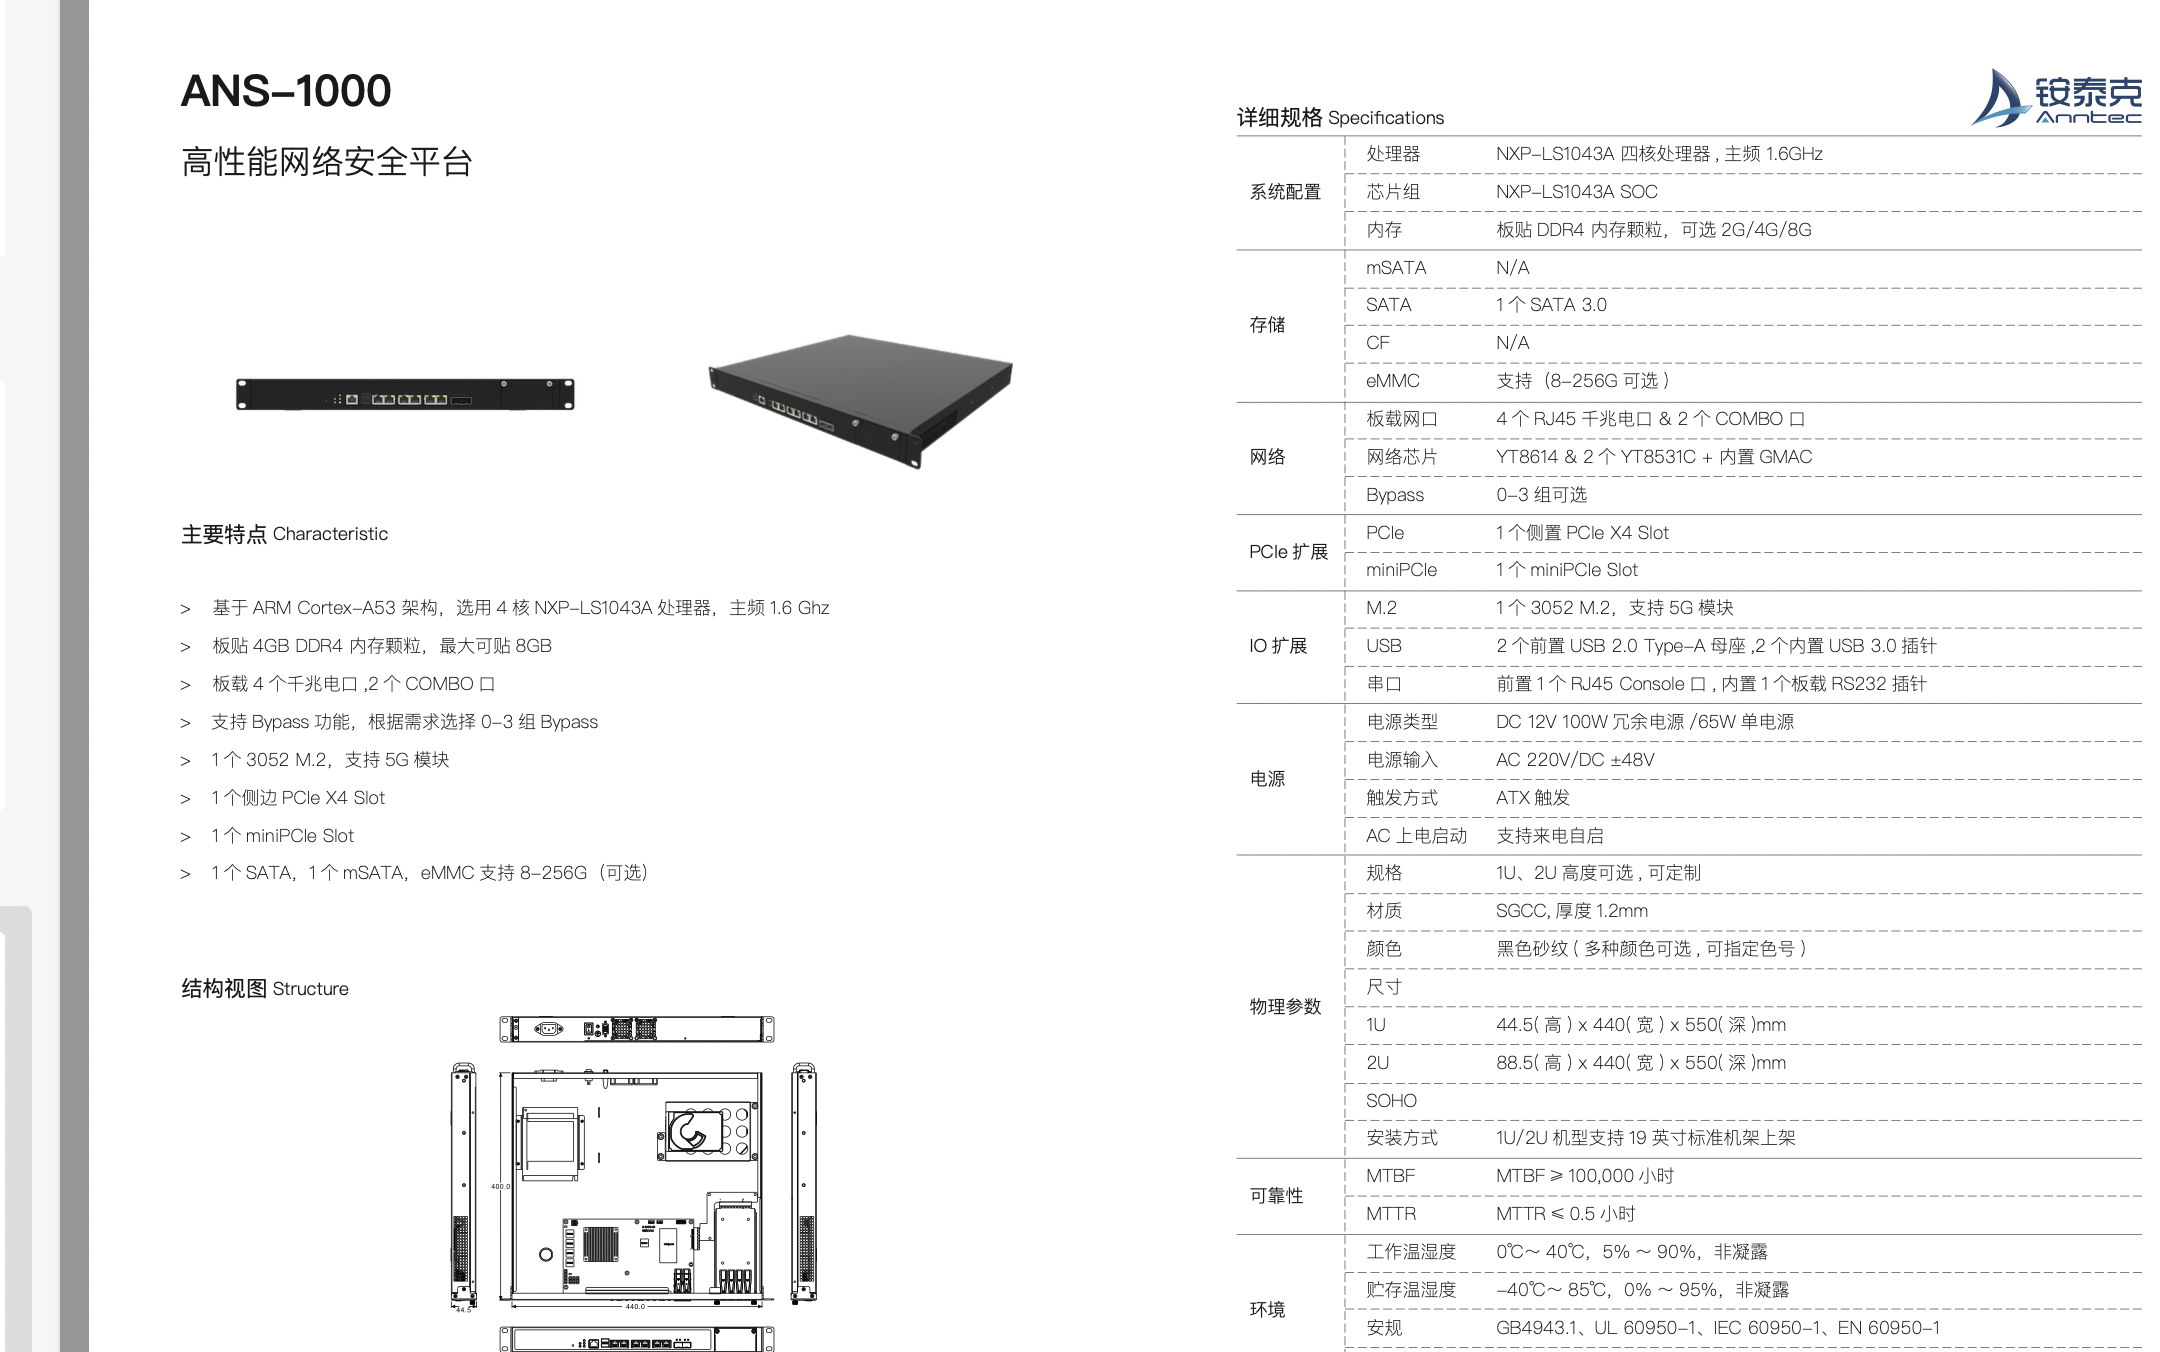 ANS-1000
高性能网络安全平台
主要特点 Characteristic
> 基于 ARM Cortex-A53 架构，选用 4 核 NXP-LS1043A 处理器，主频 1.6 Ghz
> 板贴 4GB DDR4 内存颗粒，最大可贴 8GB
> 板载 4 个千兆电口 ,2 个 COMBO 口
> 支持 Bypass 功能，根据需求选择 0-3 组 Bypass
> 1 个 3052 M.2，支持 5G 模块
> 1 个侧边 PCIe X4 Slot
> 1 个 miniPCIe Slot
> 1 个 SATA，1 个 mSATA，eMMC 支持 8-256G（可选）
结构视图 Structure
400.0
44.5
440.0
铵泰克
Anntec
详细规格 Specifications
系统配置
处理器 NXP-LS1043A 四核处理器 , 主频 1.6GHz
芯片组 NXP-LS1043A SOC
内存 板贴 DDR4 内存颗粒，可选 2G/4G/8G
存储
mSATA N/A
SATA 1 个 SATA 3.0
CF N/A
eMMC 支持（8-256G 可选 )
网络
板载网口 4 个 RJ45 千兆电口 & 2 个 COMBO 口
网络芯片 YT8614 & 2 个 YT8531C + 内置 GMAC
Bypass 0-3 组可选
PCIe 扩展
PCIe 1 个侧置 PCIe X4 Slot
miniPCIe 1 个 miniPCIe Slot
IO 扩展
M.2 1 个 3052 M.2，支持 5G 模块
USB 2 个前置 USB 2.0 Type-A 母座 ,2 个内置 USB 3.0 插针
串口 前置 1 个 RJ45 Console 口 , 内置 1 个板载 RS232 插针
电源
电源类型 DC 12V 100W 冗余电源 /65W 单电源
电源输入 AC 220V/DC ±48V
触发方式 ATX 触发
AC 上电启动 支持来电自启
物理参数
规格 1U、2U 高度可选 , 可定制
材质 SGCC, 厚度 1.2mm
颜色 黑色砂纹 ( 多种颜色可选 , 可指定色号 )
尺寸
1U 44.5( 高 ) x 440( 宽 ) x 550( 深 )mm
2U 88.5( 高 ) x 440( 宽 ) x 550( 深 )mm
SOHO
安装方式 1U/2U 机型支持 19 英寸标准机架上架
可靠性
MTBF MTBF ≥ 100,000 小时
MTTR MTTR ≤ 0.5 小时
环境
工作温湿度 0℃～ 40℃，5% ～ 90%，非凝露
贮存温湿度 -40℃～ 85℃，0% ～ 95%，非凝露
安规 GB4943.1、UL 60950-1、IEC 60950-1、EN 60950-1